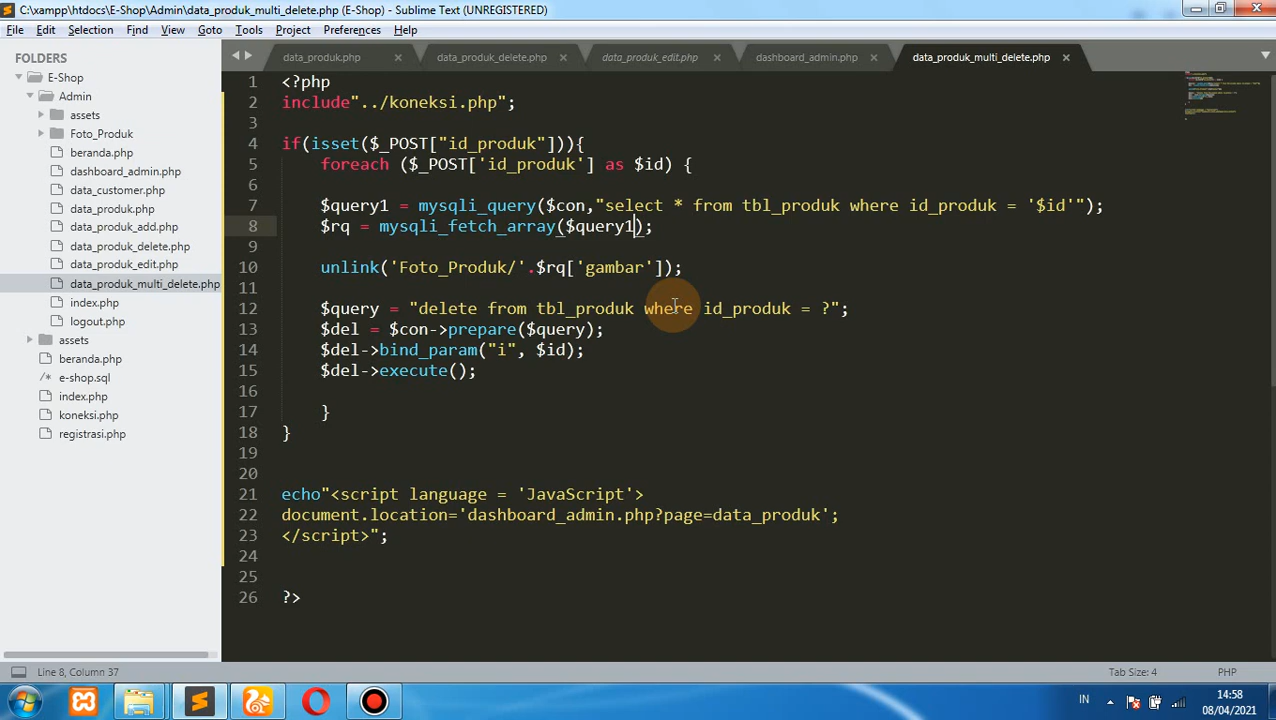 C:\xampp\htdocs\E-Shop\Admin\data_produk_multi_delete.php (E-Shop) - Sublime Text (UNREGISTERED)
File Edit Selection Find View Goto Tools Project Preferences Help
FOLDERS
E-Shop
Admin
assets
Foto_Produk
beranda.php
dashboard_admin.php
data_customer.php
data_produk.php
data_produk_add.php
data_produk_delete.php
data_produk_edit.php
data_produk_multi_delete.php
index.php
logout.php
assets
beranda.php
e-shop.sql
index.php
koneksi.php
registrasi.php
data_produk.php data_produk_delete.php data_produk_edit.php dashboard_admin.php data_produk_multi_delete.php
1 <?php
2 include"../koneksi.php";
3
4 if(isset($_POST["id_produk"])){
5 foreach ($_POST['id_produk'] as $id) {
6
7 $query1 = mysqli_query($con,"select * from tbl_produk where id_produk = '$id'");
8 $rq = mysqli_fetch_array($query1);
9
10 unlink('Foto_Produk/'.$rq['gambar']);
11
12 $query = "delete from tbl_produk where id_produk = ?";
13 $del = $con->prepare($query);
14 $del->bind_param("i", $id);
15 $del->execute();
16
17 }
18 }
19
20
21 echo"<script language = 'JavaScript'>
22 document.location='dashboard_admin.php?page=data_produk';
23 </script>";
24
25
26 ?>
Line 8, Column 37
Tab Size: 4
PHP
IN
14:58
08/04/2021